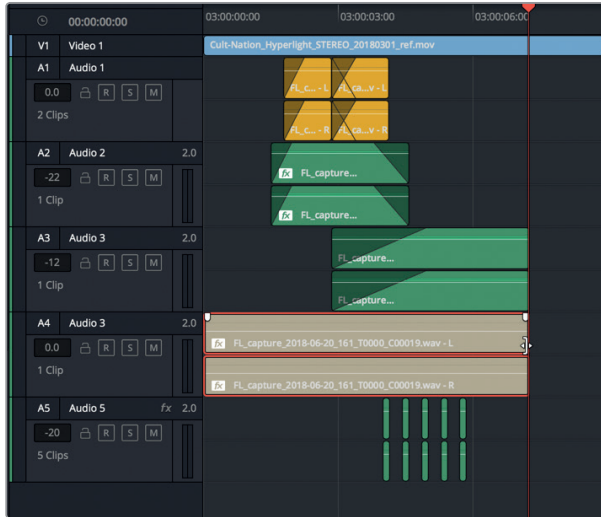 00:00:00:00
03:00:00:00 03:00:03:00 03:00:06:00
V1 Video 1
Cult-Nation_Hyperlight_STEREO_20180301_ref.mov
A1 Audio 1
0.0 R S M
2 Clips
FL_c... - L FL_ca...v - L
FL_c... - R FL_ca...v - R
A2 Audio 2 2.0
-22 R S M
1 Clip
fx FL_capture...
fx FL_capture...
A3 Audio 3 2.0
-12 R S M
1 Clip
FL_capture...
FL_capture...
A4 Audio 3 2.0
0.0 R S M
1 Clip
fx FL_capture_2018-06-20_161_T0000_C00019.wav - L
fx FL_capture_2018-06-20_161_T0000_C00019.wav - R
A5 Audio 5 fx 2.0
-20 R S M
5 Clips